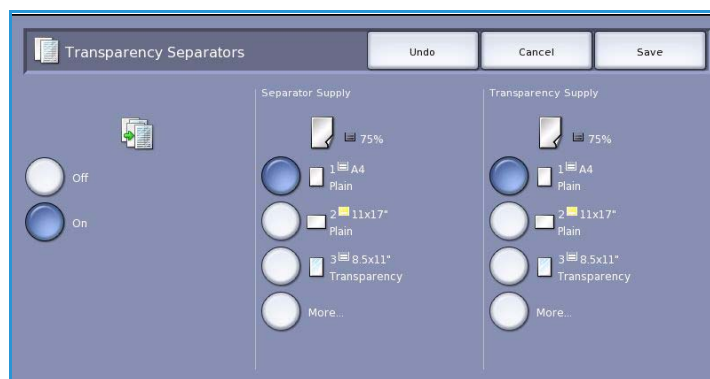 Transparency Separators
Undo
Cancel
Save
Off
On
Separator Supply
75%
1 A4
Plain
2 11x17"
Plain
3 8.5x11"
Transparency
More...
Transparency Supply
75%
1 A4
Plain
2 11x17"
Plain
3 8.5x11"
Transparency
More...